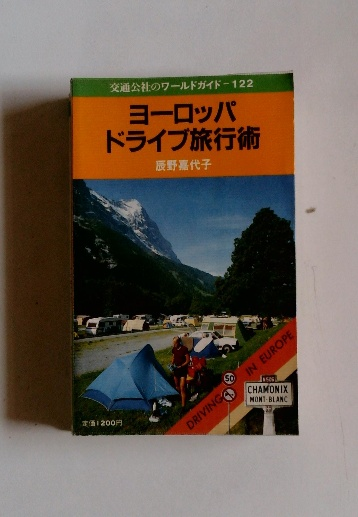 交通公社のワールドガイド－122
ヨーロッパ
ドライブ旅行術
辰野嘉代子
DRIVING IN EUROPE
50
CHAMONIX
MONT-BLANC
定価1200円